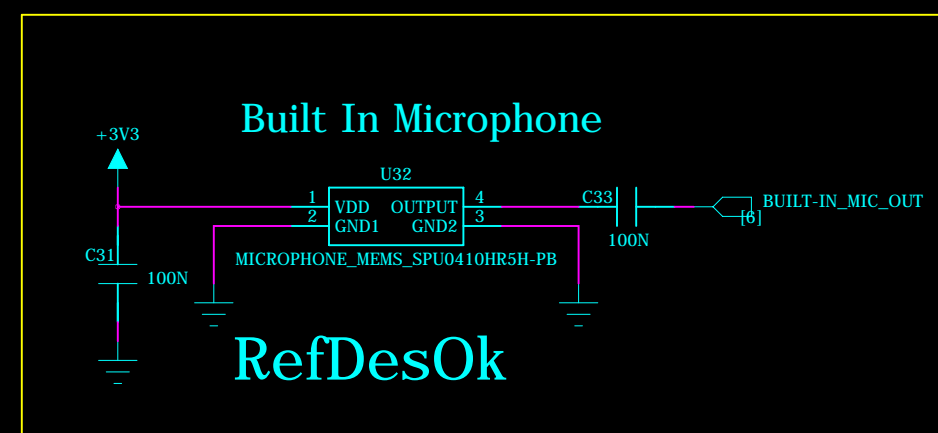 Built In Microphone
+3V3
U32
1 VDD OUTPUT 4
2 GND1 GND2 3
C33
100N
BUILT-IN_MIC_OUT
[6]
C31
100N
MICROPHONE_MEMS_SPU0410HR5H-PB
RefDesOk